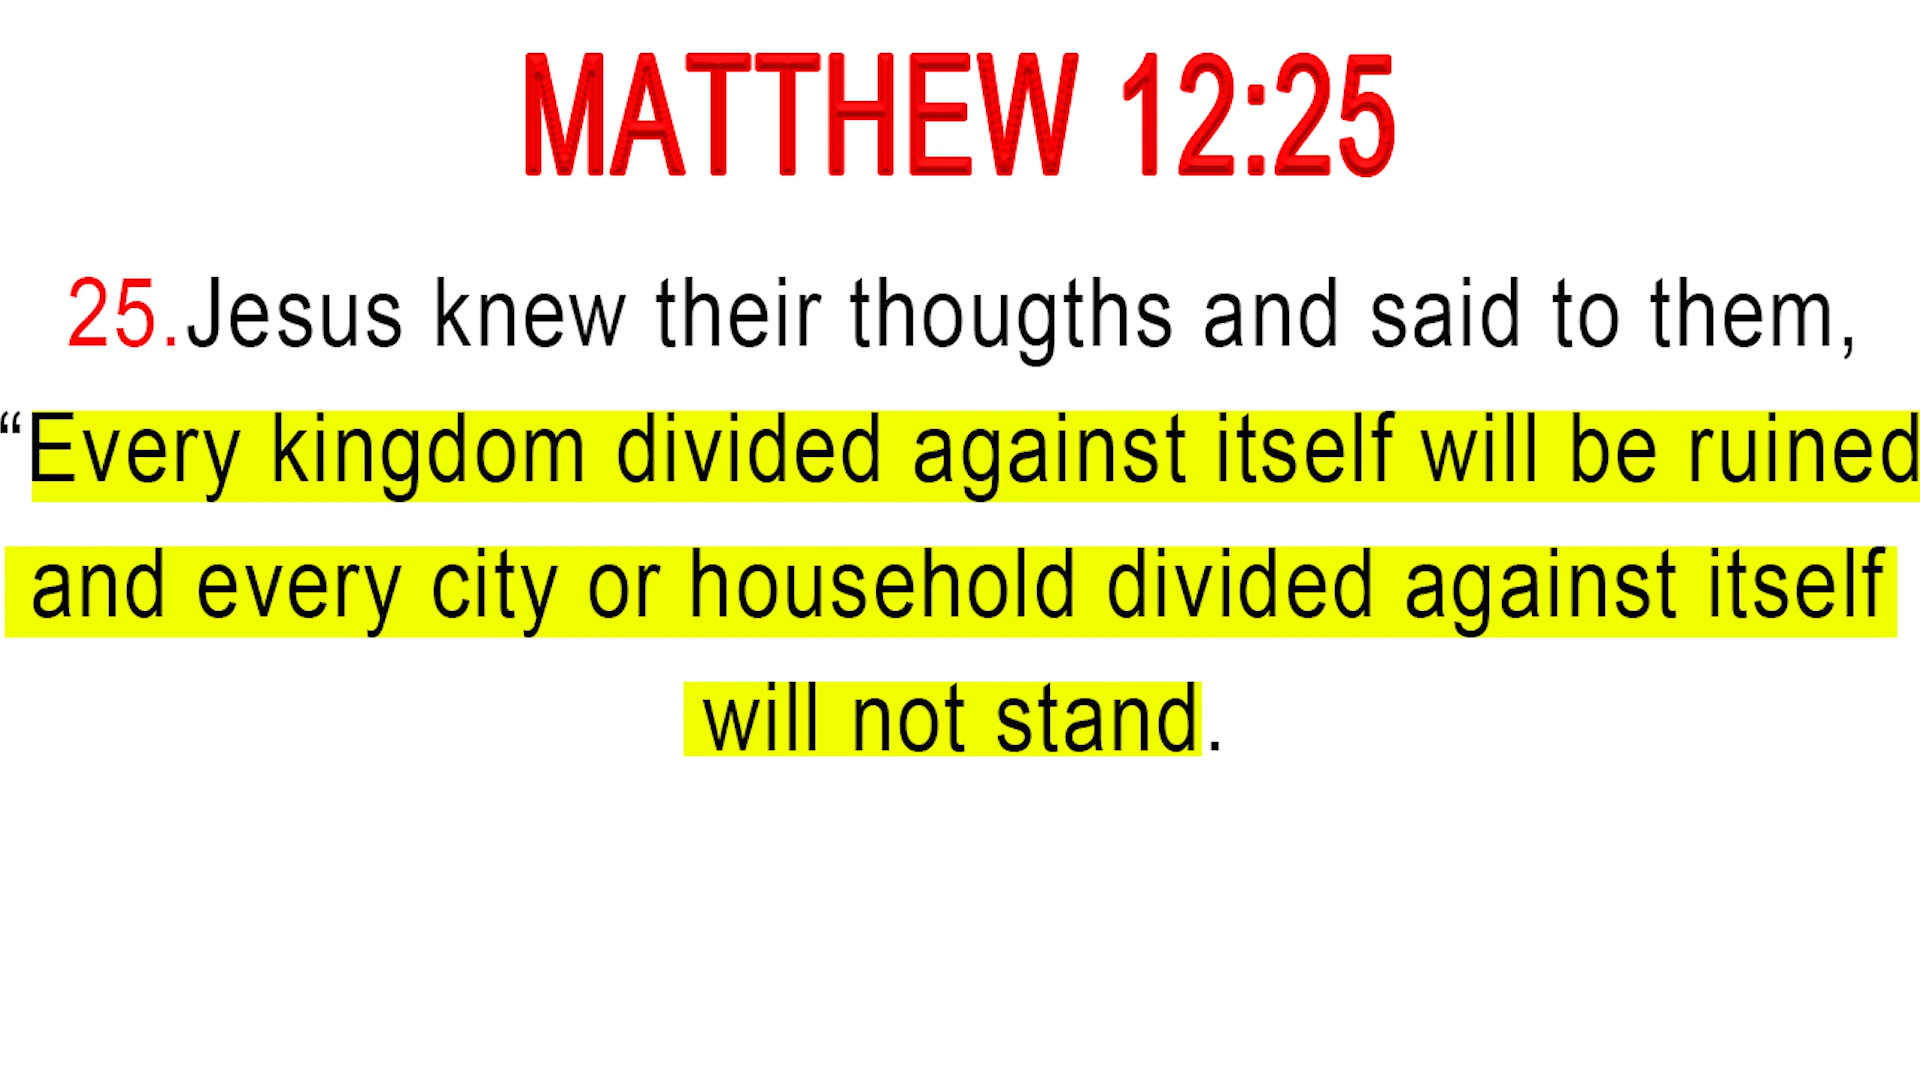 MATTHEW 12:25
25.Jesus knew their thougths and said to them,
“Every kingdom divided against itself will be ruined
and every city or household divided against itself
will not stand.